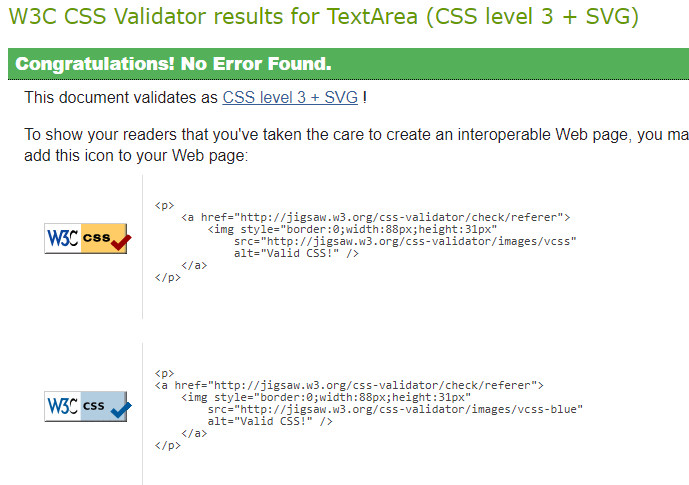 W3C CSS Validator results for TextArea (CSS level 3 + SVG)
Congratulations! No Error Found.
This document validates as CSS level 3 + SVG !
To show your readers that you've taken the care to create an interoperable Web page, you ma
add this icon to your Web page:
W3C css
<p>
<a href="http://jigsaw.w3.org/css-validator/check/referer">
<img style="border:0;width:88px;height:31px"
src="http://jigsaw.w3.org/css-validator/images/vcss"
alt="Valid CSS!" />
</a>
</p>
W3C css
<p>
<a href="http://jigsaw.w3.org/css-validator/check/referer">
<img style="border:0;width:88px;height:31px"
src="http://jigsaw.w3.org/css-validator/images/vcss-blue"
alt="Valid CSS!" />
</a>
</p>